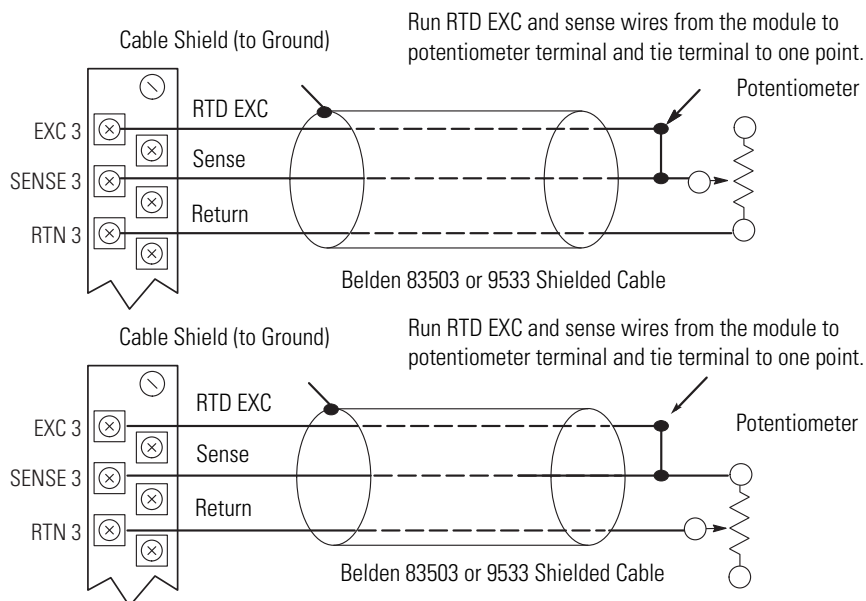 Cable Shield (to Ground)
Run RTD EXC and sense wires from the module to
potentiometer terminal and tie terminal to one point.
Potentiometer
RTD EXC
EXC 3
Sense
SENSE 3
Return
RTN 3
Belden 83503 or 9533 Shielded Cable
Cable Shield (to Ground)
Run RTD EXC and sense wires from the module to
potentiometer terminal and tie terminal to one point.
RTD EXC
Potentiometer
EXC 3
Sense
SENSE 3
Return
RTN 3
Belden 83503 or 9533 Shielded Cable